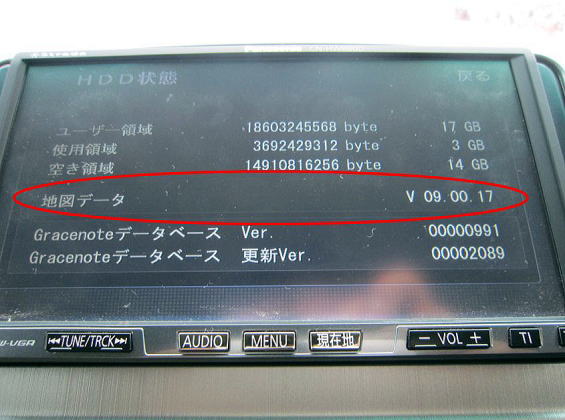 Strada Panasonic
HDD状態 戻る
ユーザー領域 18603245568 byte 17 GB
使用領域 3692429312 byte 3 GB
空き領域 14910816256 byte 14 GB
地図データ V 09.00.17
Gracenoteデータベース Ver. 00000991
Gracenoteデータベース 更新Ver. 00002089
TUNE/TRCK AUDIO MENU 現在地 − VOL +